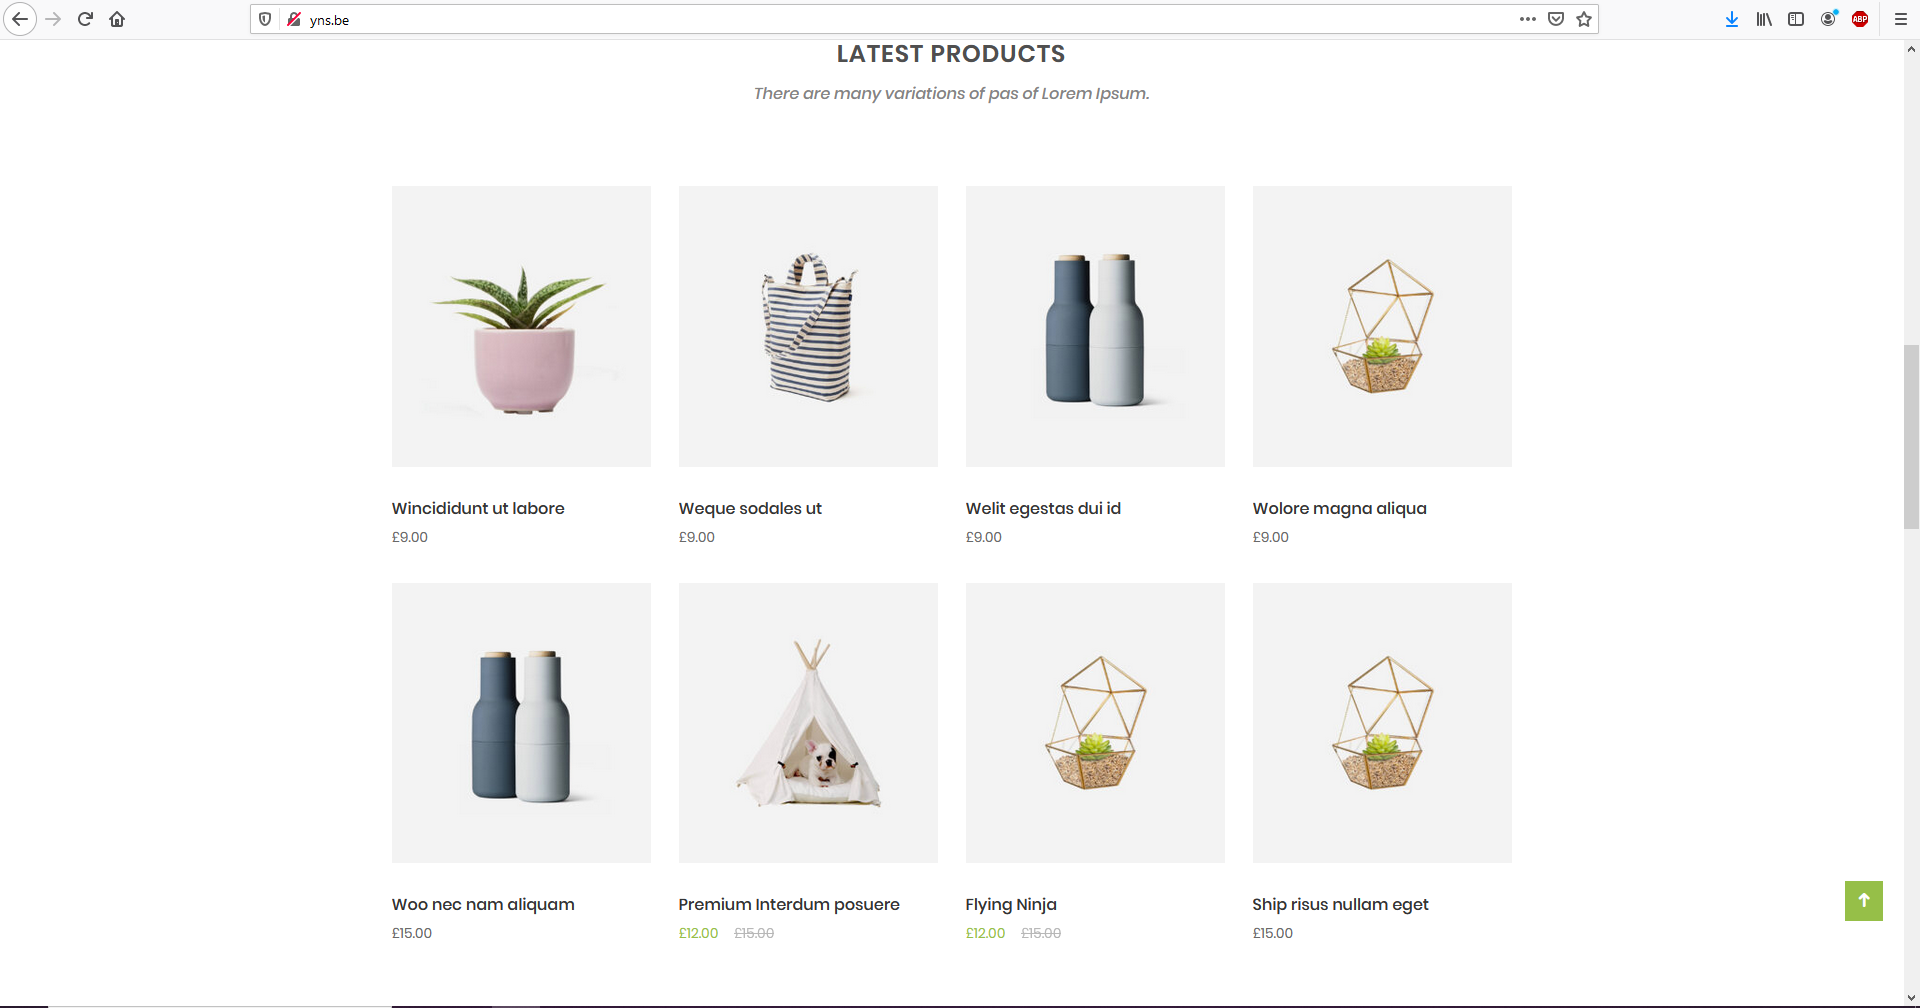 yns.be
ABP
LATEST PRODUCTS
There are many variations of pas of Lorem Ipsum.
Wincididunt ut labore
£9.00
Weque sodales ut
£9.00
Welit egestas dui id
£9.00
Wolore magna aliqua
£9.00
Woo nec nam aliquam
£15.00
Premium Interdum posuere
£12.00 £15.00
Flying Ninja
£12.00 £15.00
Ship risus nullam eget
£15.00